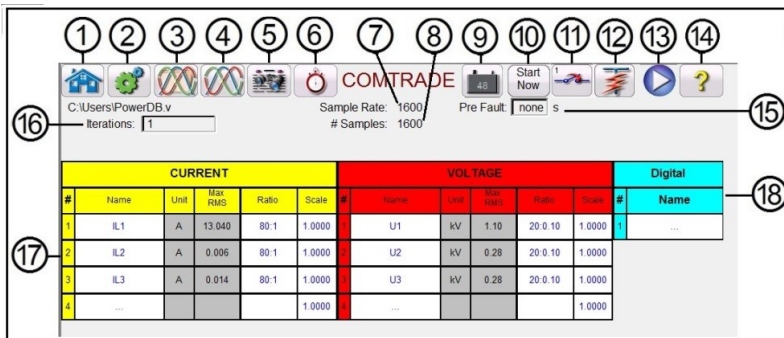 1 2 3 4 5 6 7 8 9 10 11 12 13 14
COMTRADE 48 Start Now 1 ?
C:\Users\PowerDB.v Sample Rate: 1600 Pre Fault: none s 15
16 Iterations: 1 # Samples: 1600
CURRENT VOLTAGE Digital
# Name Unit Max RMS Ratio Scale # Name Unit Max RMS Ratio Scale # Name 18
1 IL1 A 13.040 80:1 1.0000 1 U1 kV 1.10 20:0.10 1.0000 1 ...
2 IL2 A 0.006 80:1 1.0000 2 U2 kV 0.28 20:0.10 1.0000
17
3 IL3 A 0.014 80:1 1.0000 3 U3 kV 0.28 20:0.10 1.0000
4 ... 1.0000 4 ... 1.0000